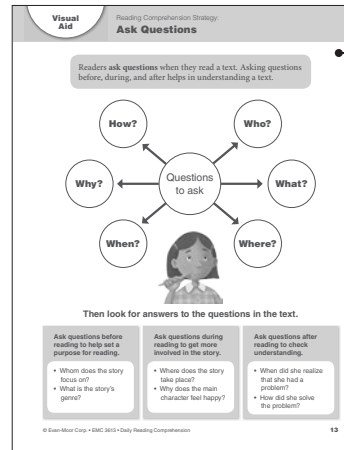 Visual
Aid
Reading Comprehension Strategy:
Ask Questions
Readers ask questions when they read a text. Asking questions
before, during, and after helps in understanding a text.
How?
Who?
Why?
Questions
to ask
What?
When?
Where?
Then look for answers to the questions in the text.
Ask questions before
reading to help set a
purpose for reading.
• Whom does the story
focus on?
• What is the story's
genre?
Ask questions during
reading to get more
involved in the story.
• Where does the story
take place?
• Why does the main
character feel happy?
Ask questions after
reading to check
understanding.
• When did she realize
that she had a
problem?
• How did she solve
the problem?
© Evan-Moor Corp. • EMC 3613 • Daily Reading Comprehension
13